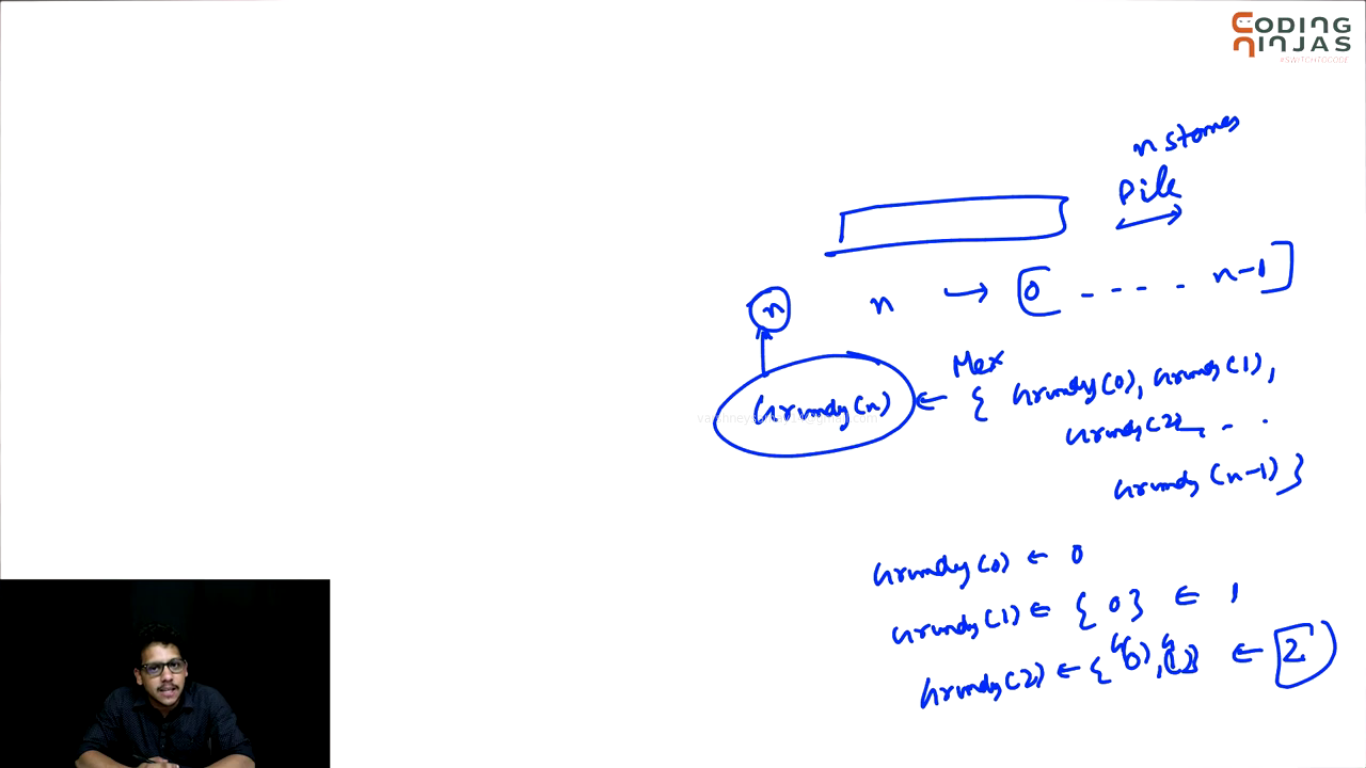 CODING
NINJAS
#SWITCHTOCODE
n stones
Pile
n n → [0 - - - - n-1]
Mex
Grundy(n) ← { Grundy(0), Grundy(1),
Grundy(2), - .
Grundy(n-1) }
Grundy(0) ← 0
Grundy(1) ← { 0 } ← 1
Grundy(2) ← { G(0), G(1) } ← 2